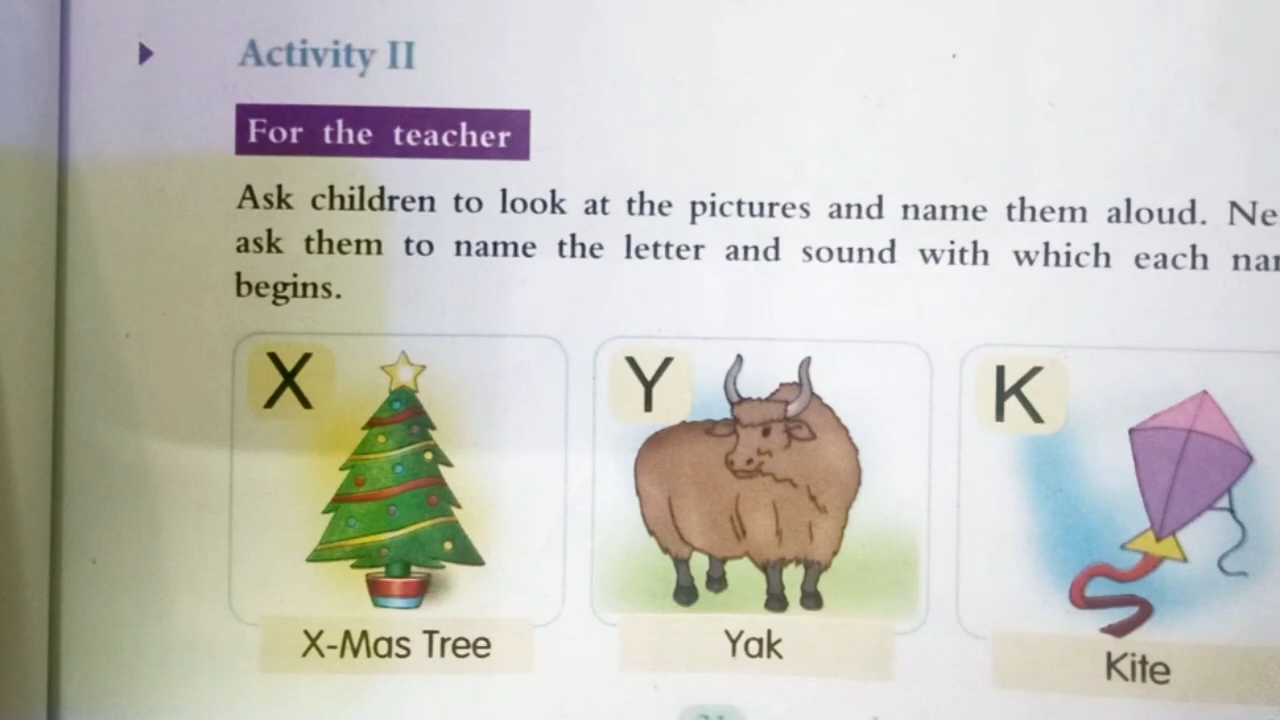 Activity II
For the teacher
Ask children to look at the pictures and name them aloud.
ask them to name the letter and sound with which each
begins.
X
Y
K
X-Mas Tree
Yak
Kite